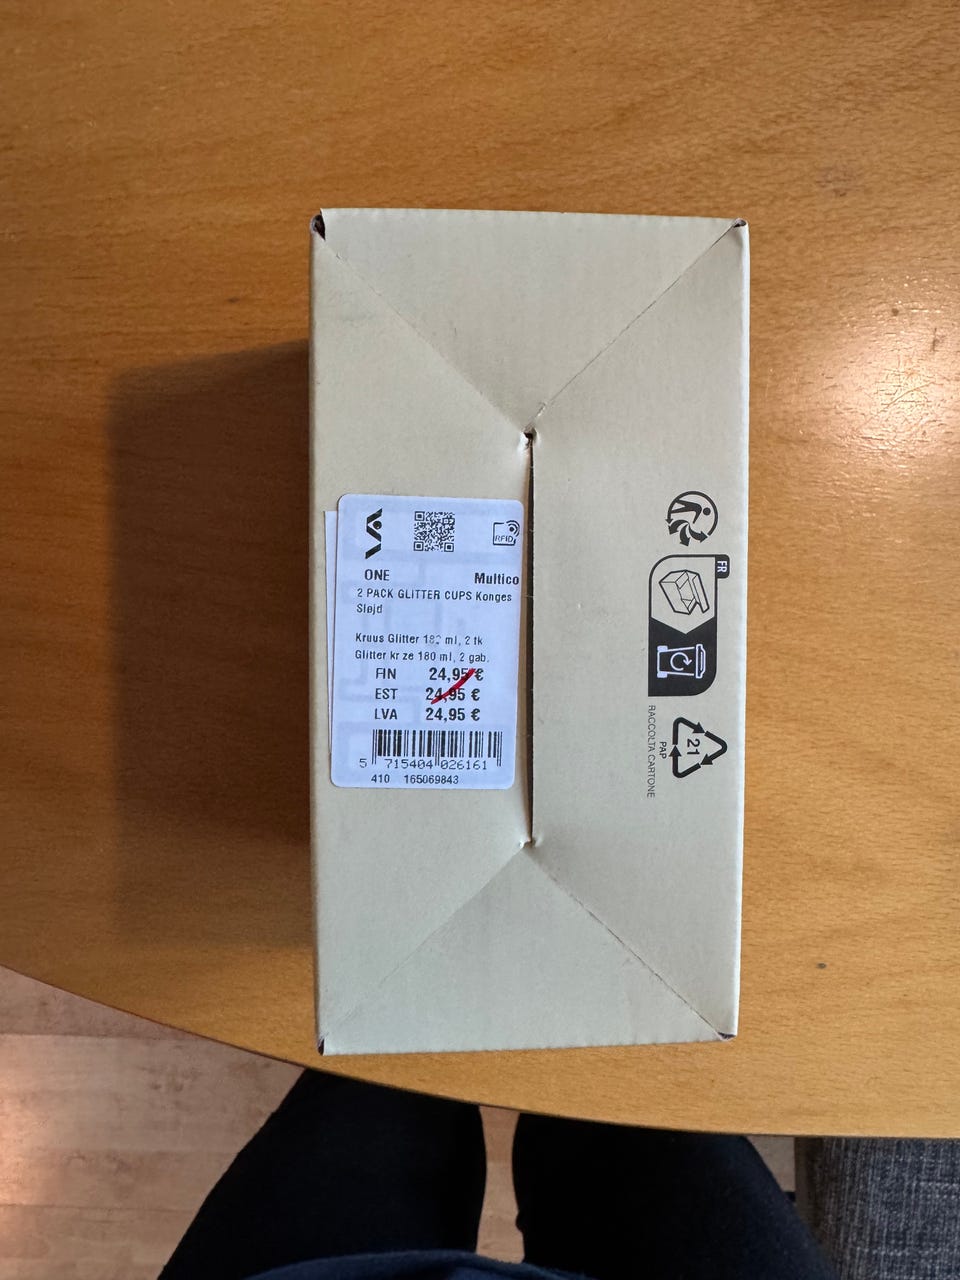 RFID
ONE Multico
2 PACK GLITTER CUPS Konges
Sløjd
Kruus Glitter 180 ml, 2 tk
Glitter kr ze 180 ml, 2 gab.
FIN 24,95 €
EST 24,95 €
LVA 24,95 €
5 715404 026161
410 165069843
FR
21
PAP
RACCOLTA CARTONE